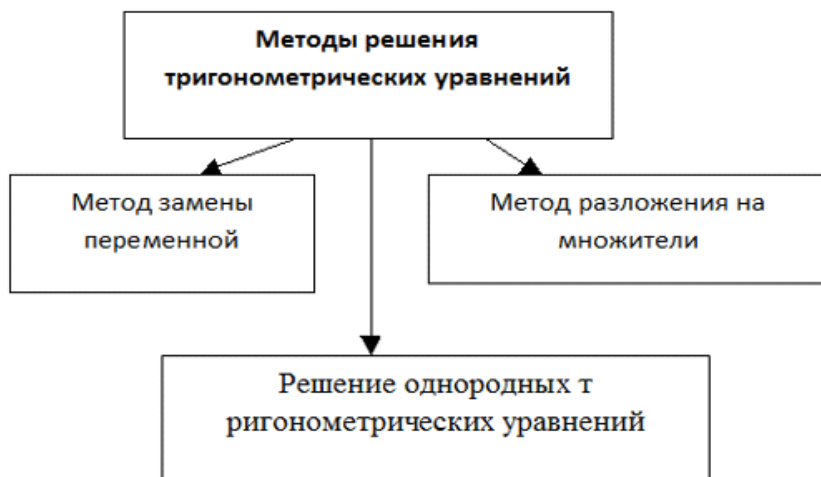 Методы решения
тригонометрических уравнений
Метод замены
переменной
Метод разложения на
множители
Решение однородных т
ригонометрических уравнений